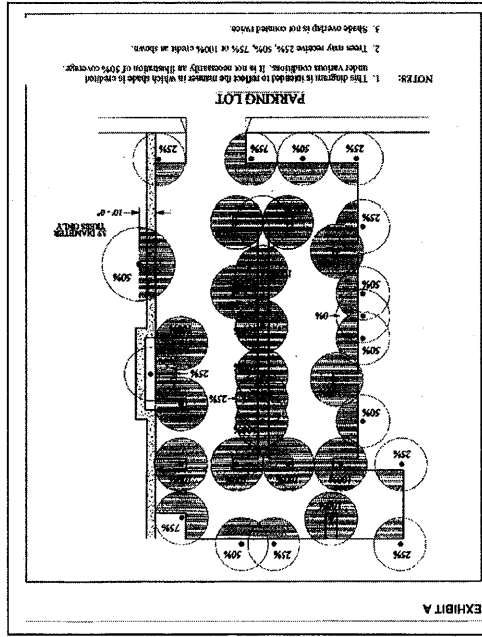 EXHIBIT A
25%
50%
25%
25%
75%
25%
50%
25%
25%
50%
0%
50%
50%
25%
35' DIAMETER
TREES ONLY
10' - 0"
25%
50%
75%
25%
PARKING LOT
NOTES:
1. This diagram is intended to reflect the manner in which shade is credited
under various conditions. It is not necessarily an illustration of 50% coverage.
2. Trees may receive 25%, 50%, 75% or 100% credit as shown.
3. Shade overlap is not counted twice.